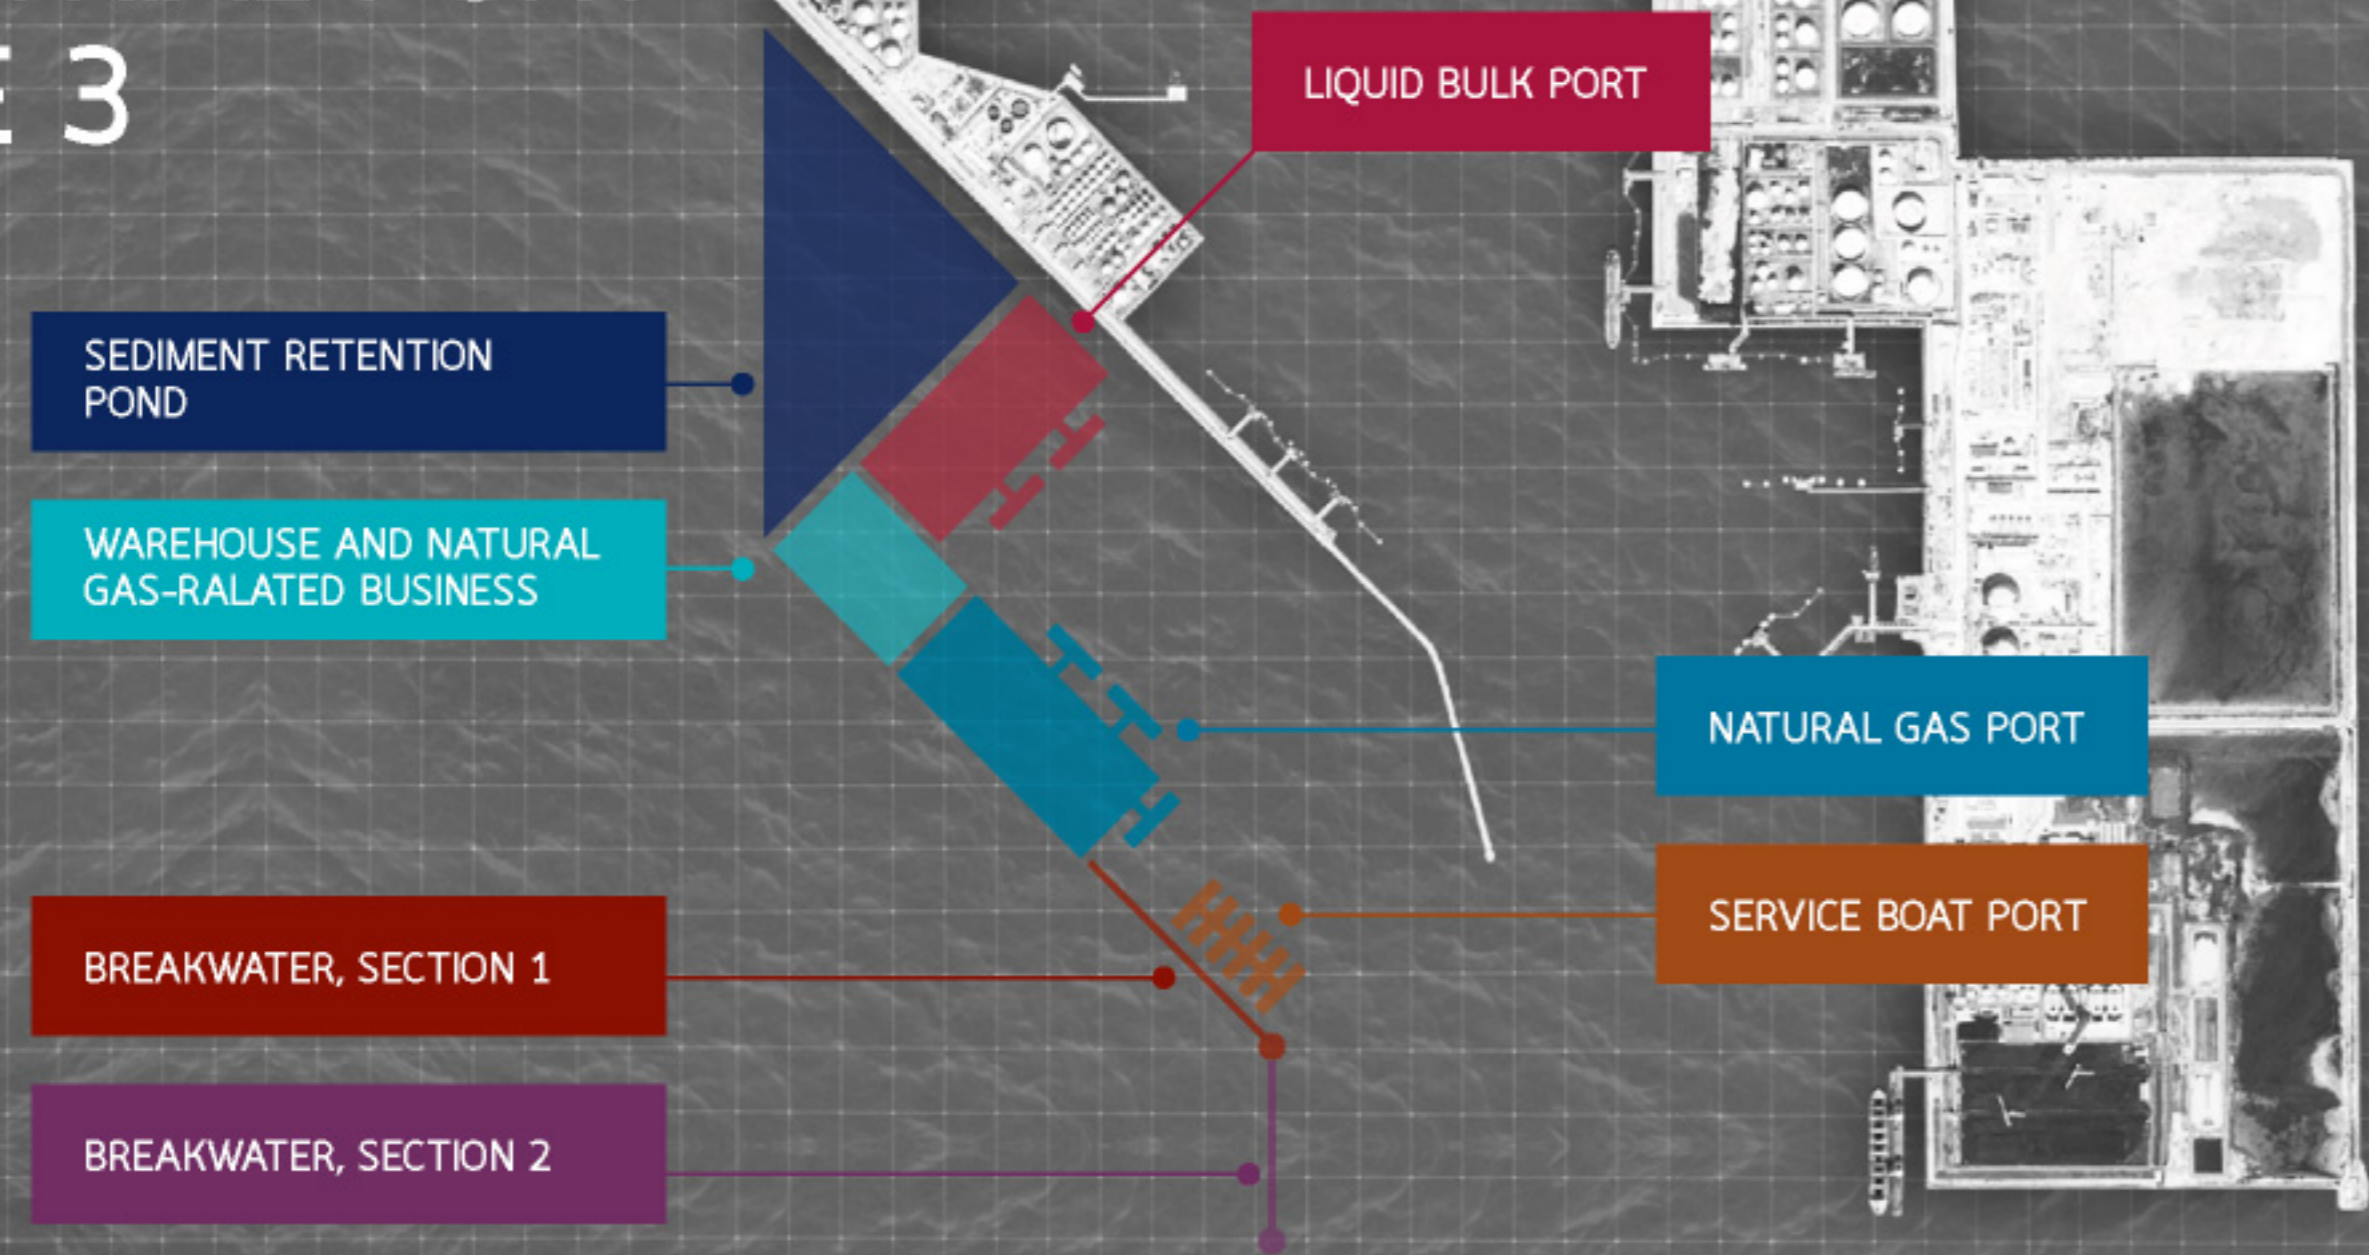 3
LIQUID BULK PORT
SEDIMENT RETENTION
POND
WAREHOUSE AND NATURAL
GAS-RALATED BUSINESS
NATURAL GAS PORT
SERVICE BOAT PORT
BREAKWATER, SECTION 1
BREAKWATER, SECTION 2